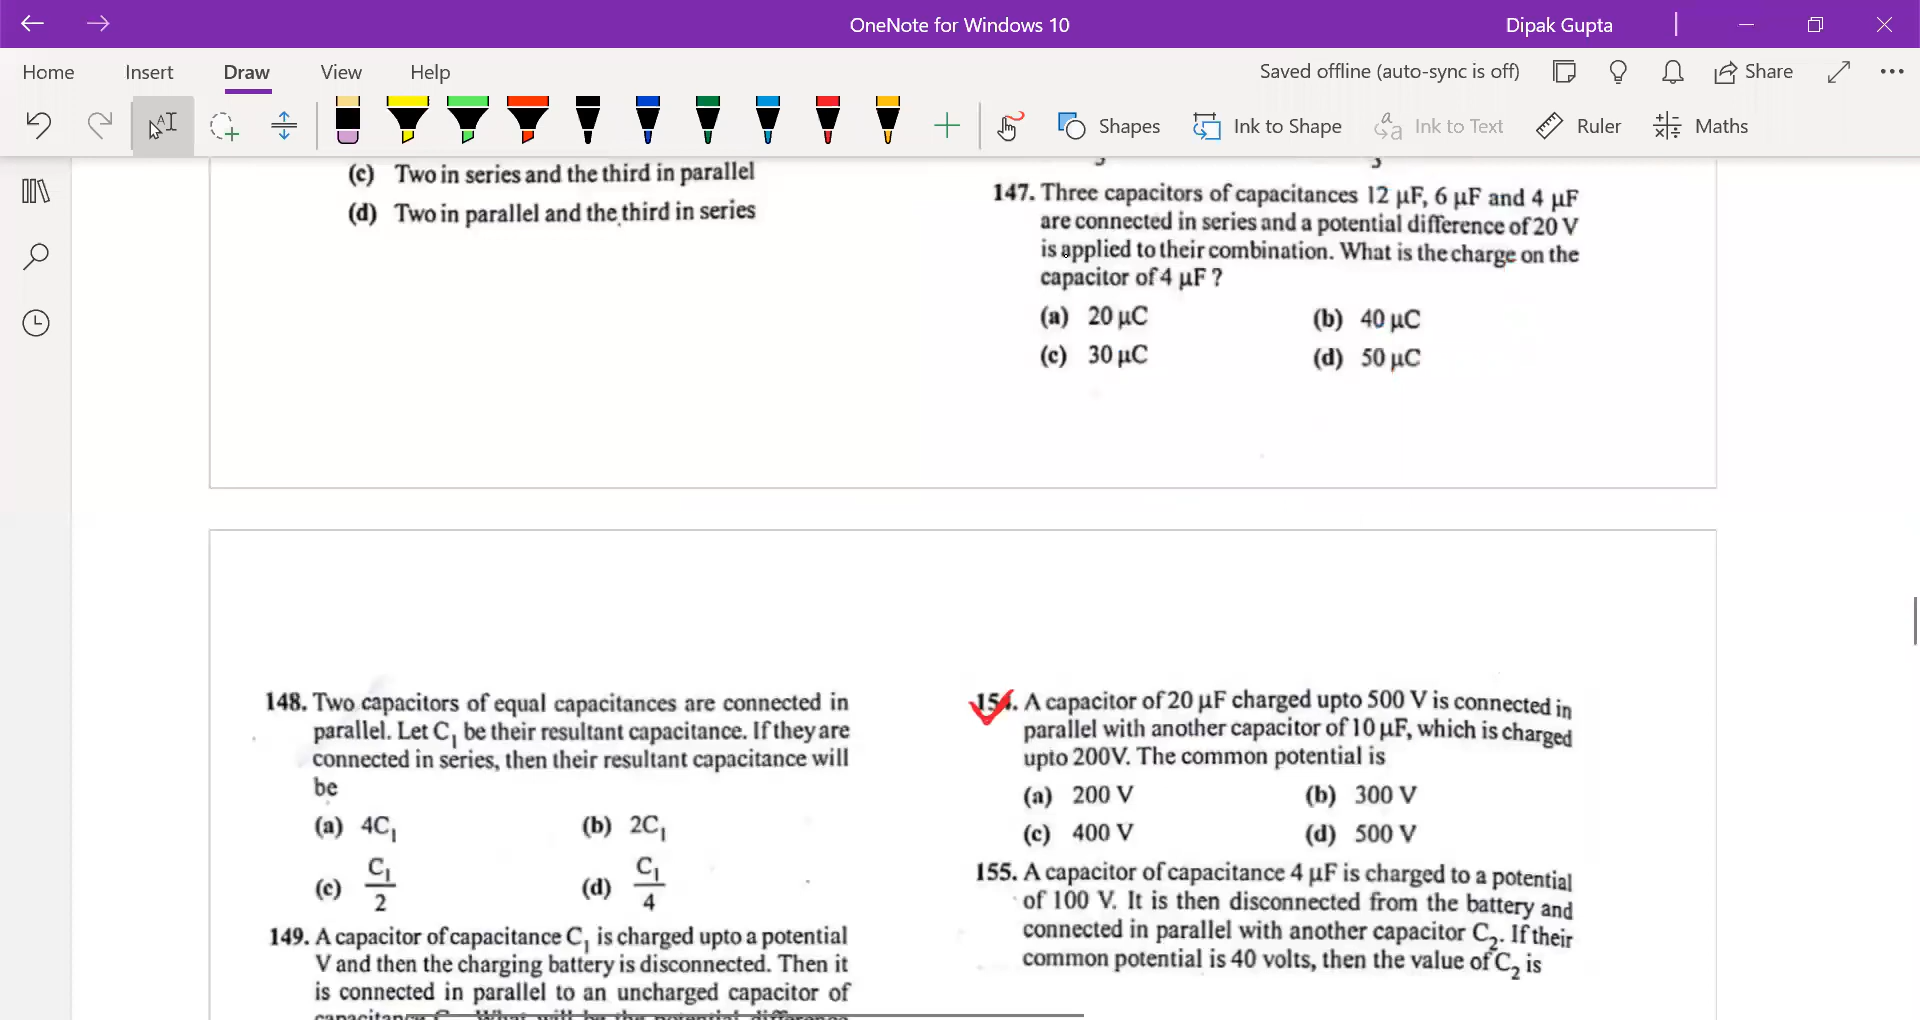 OneNote for Windows 10
Dipak Gupta
Home Insert Draw View Help
Saved offline (auto-sync is off)
Share
Shapes
Ink to Shape
Ink to Text
Ruler
Maths
(c) Two in series and the third in parallel
(d) Two in parallel and the third in series
147. Three capacitors of capacitances 12 μF, 6 μF and 4 μF
are connected in series and a potential difference of 20 V
is applied to their combination. What is the charge on the
capacitor of 4 μF ?
(a) 20 μC (b) 40 μC
(c) 30 μC (d) 50 μC
148. Two capacitors of equal capacitances are connected in
parallel. Let C₁ be their resultant capacitance. If they are
connected in series, then their resultant capacitance will
be
(a) 4C₁ (b) 2C₁
(c) C₁/2 (d) C₁/4
149. A capacitor of capacitance C₁ is charged upto a potential
V and then the charging battery is disconnected. Then it
is connected in parallel to an uncharged capacitor of
154. A capacitor of 20 μF charged upto 500 V is connected in
parallel with another capacitor of 10 μF, which is charged
upto 200V. The common potential is
(a) 200 V (b) 300 V
(c) 400 V (d) 500 V
155. A capacitor of capacitance 4 μF is charged to a potential
of 100 V. It is then disconnected from the battery and
connected in parallel with another capacitor C₂. If their
common potential is 40 volts, then the value of C₂ is